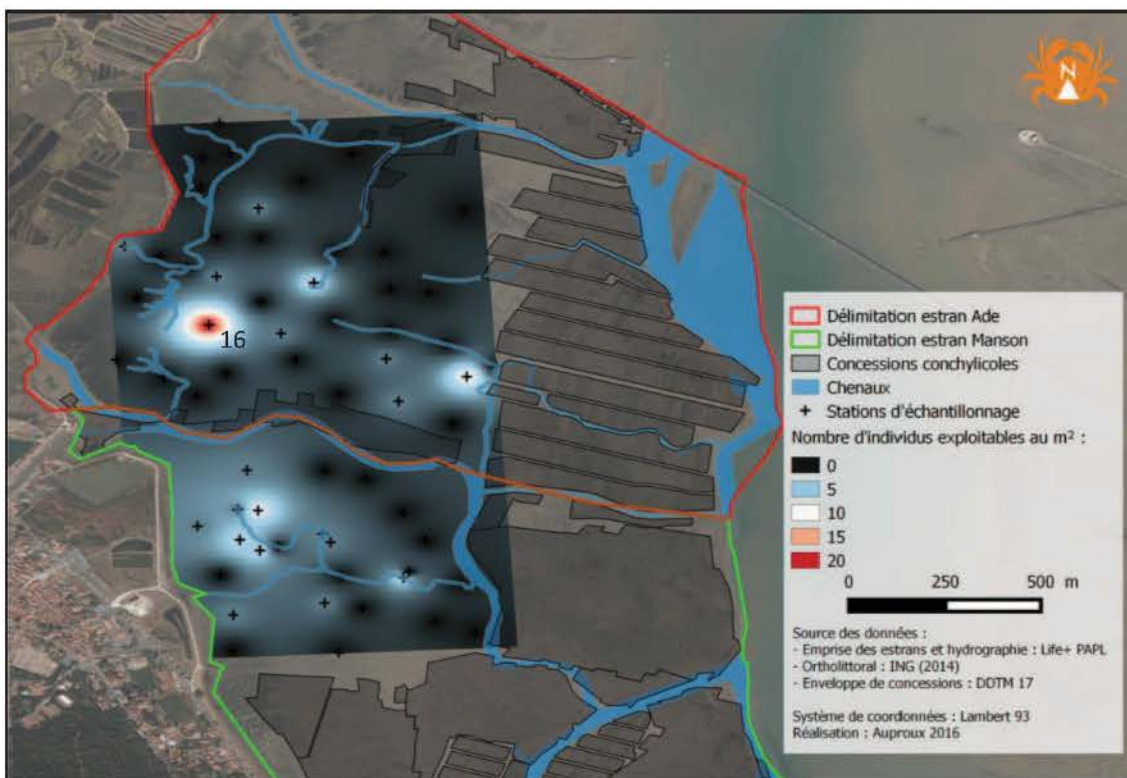 N
16
Délimitation estran Ade
Délimitation estran Manson
Concessions conchylicoles
Chenaux
Stations d'échantillonnage
Nombre d'individus exploitables au m² :
0
5
10
15
20
0 250 500 m
Source des données :
- Emprise des estrans et hydrographie : Life+ PAPL
- Ortholittoral : ING (2014)
- Enveloppe de concessions : DDTM 17
Système de coordonnées : Lambert 93
Réalisation : Auproux 2016